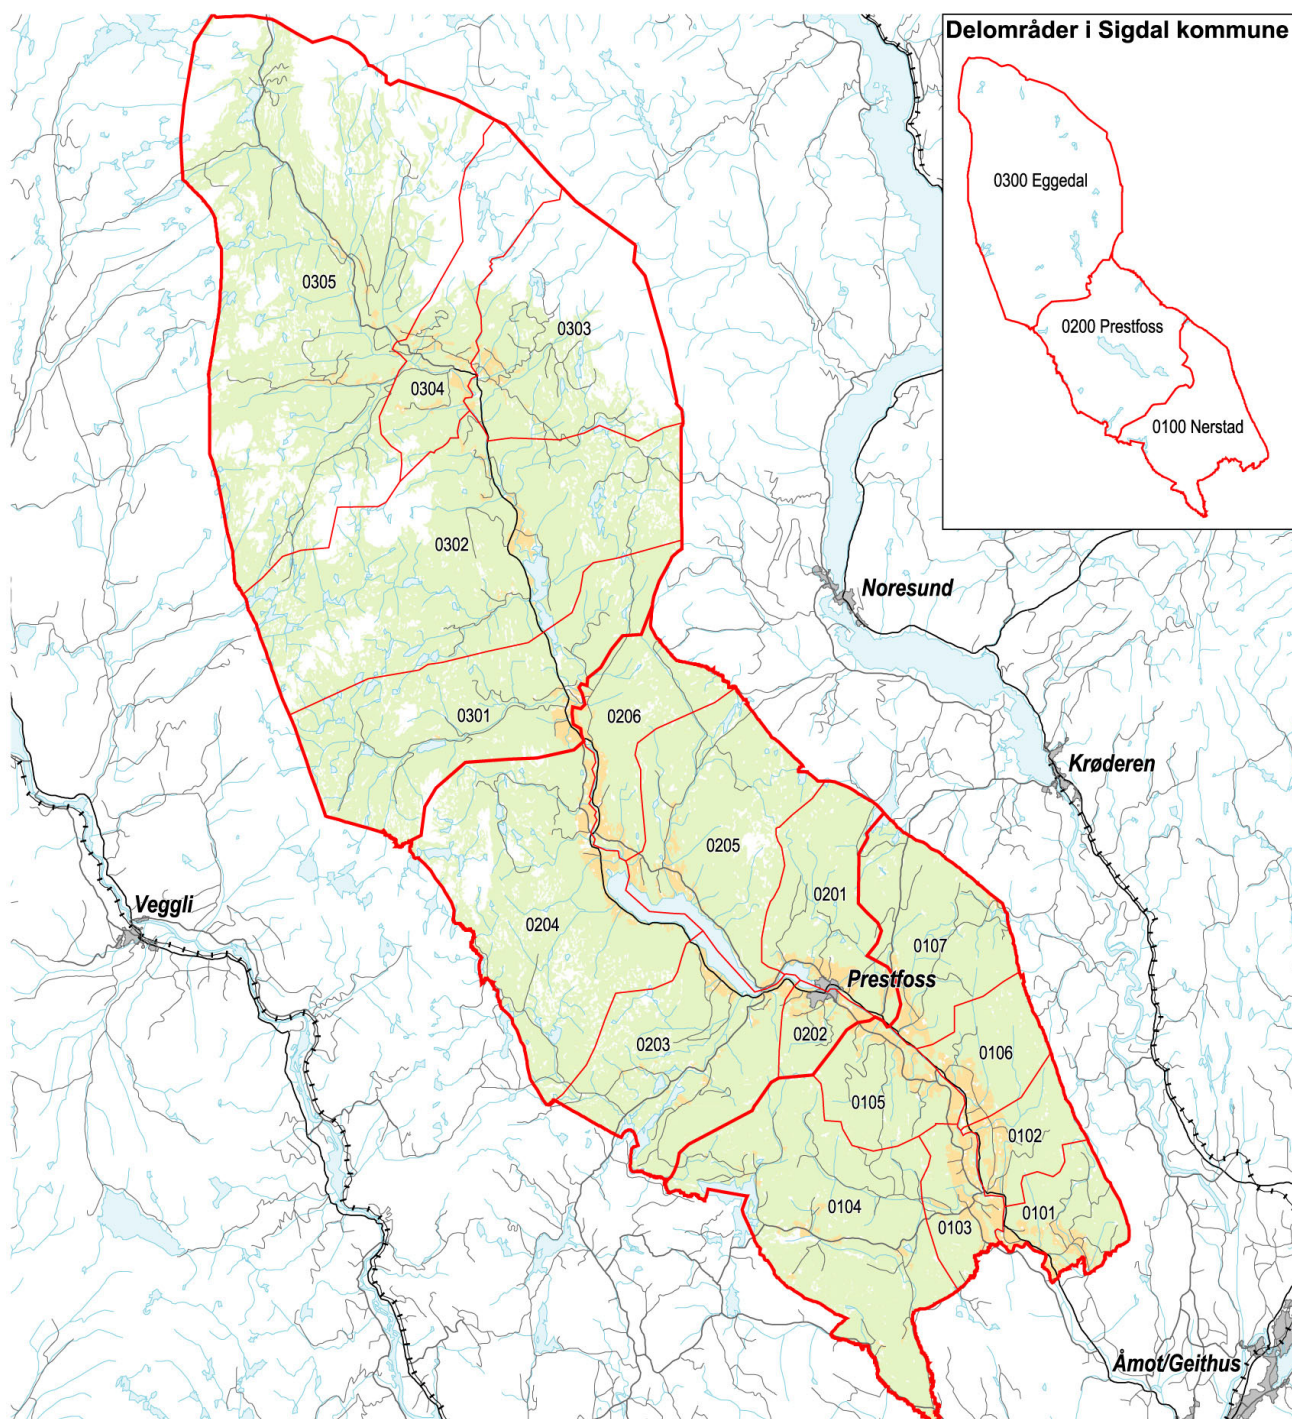 Delområder i Sigdal kommune
0300 Eggedal
0200 Prestfoss
0100 Nerstad
0305
0303
0304
0302
Noresund
0301
0206
Krøderen
0205
0201
Veggli
0204
0107
Prestfoss
0202
0203
0106
0105
0102
0104
0101
0103
Åmot/Geithus